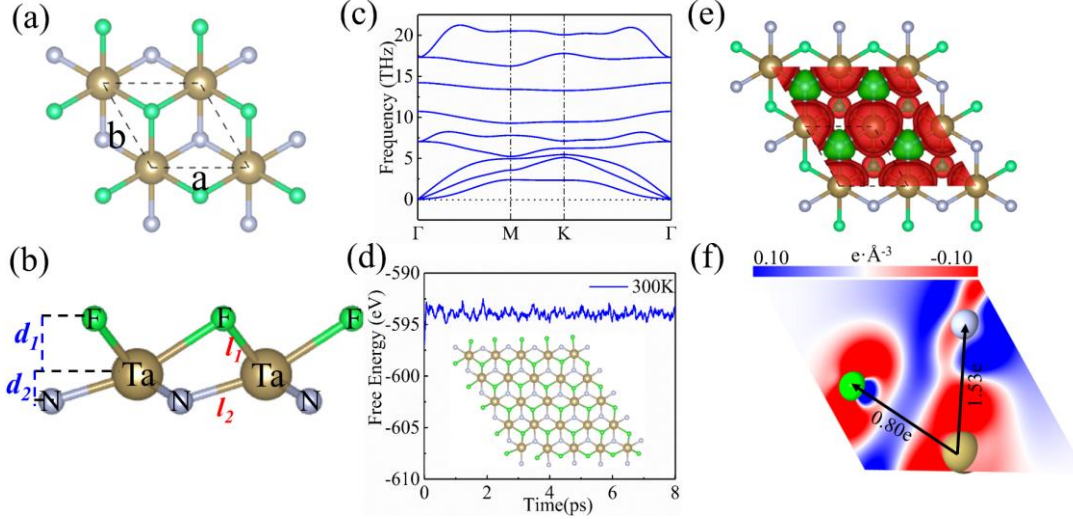 (a)
b
a
(b)
d1
d2
F
F
F
Ta
Ta
N
N
N
l1
l2
(c)
Frequency (THz)
20
15
10
5
0
Γ
M
K
Γ
(d)
Free Energy (eV)
-590
-595
-600
-605
-610
300K
0
2
4
6
8
Time(ps)
(e)
(f)
0.10
e·Å-3
-0.10
0.80e
1.53e